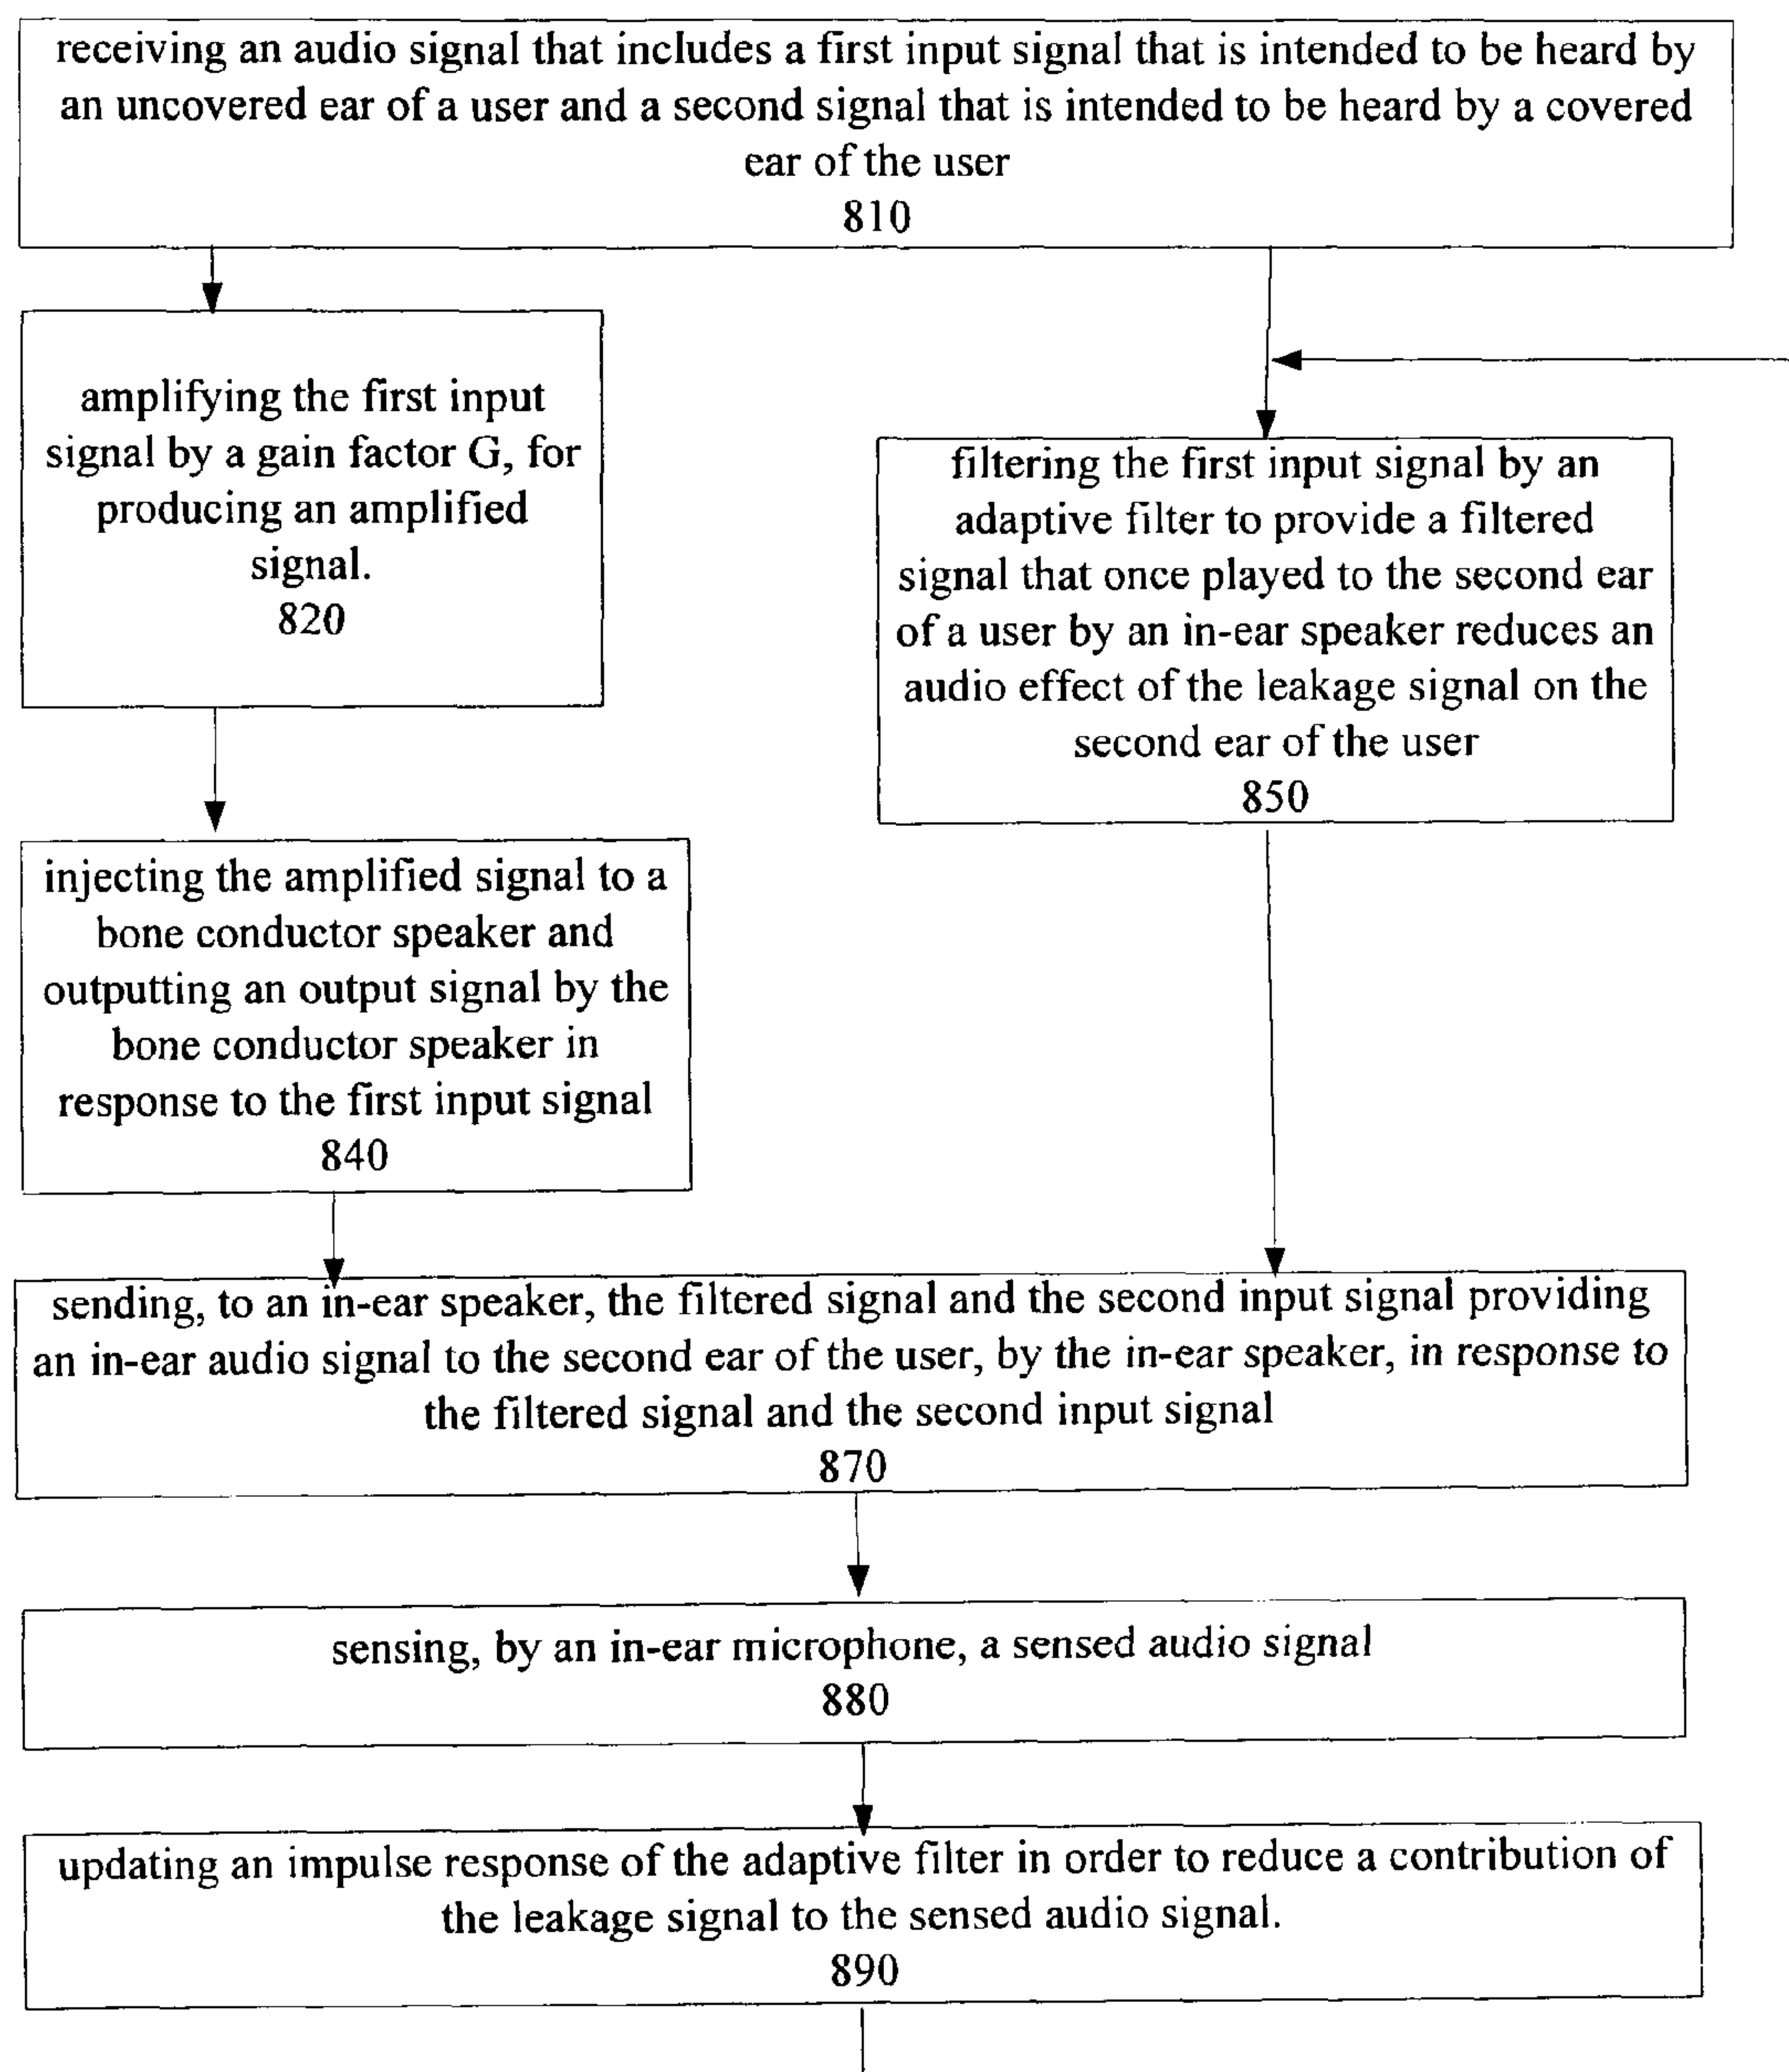 receiving an audio signal that includes a first input signal that is intended to be heard by
an uncovered ear of a user and a second signal that is intended to be heard by a covered
ear of the user
810
amplifying the first input
signal by a gain factor G, for
producing an amplified
signal.
820
filtering the first input signal by an
adaptive filter to provide a filtered
signal that once played to the second ear
of a user by an in-ear speaker reduces an
audio effect of the leakage signal on the
second ear of the user
850
injecting the amplified signal to a
bone conductor speaker and
outputting an output signal by the
bone conductor speaker in
response to the first input signal
840
sending, to an in-ear speaker, the filtered signal and the second input signal providing
an in-ear audio signal to the second ear of the user, by the in-ear speaker, in response to
the filtered signal and the second input signal
870
sensing, by an in-ear microphone, a sensed audio signal
880
updating an impulse response of the adaptive filter in order to reduce a contribution of
the leakage signal to the sensed audio signal.
890